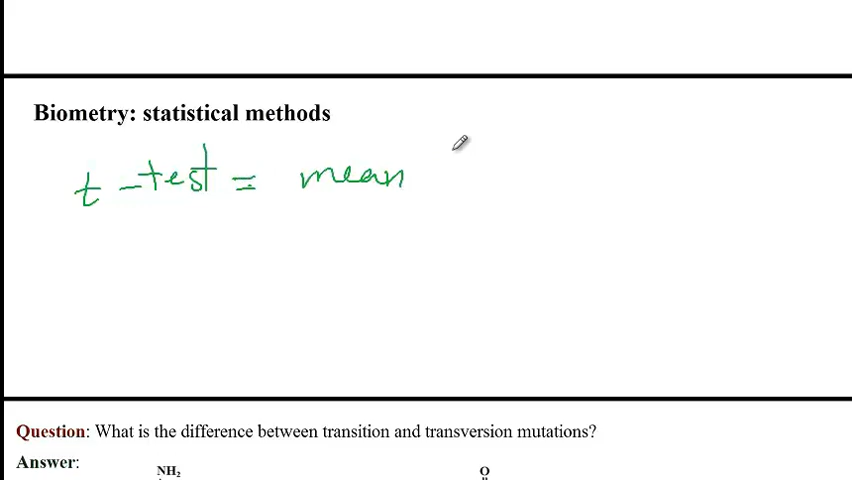 Biometry: statistical methods
t - test = mean
Question: What is the difference between transition and transversion mutations?
Answer:
NH₂ O